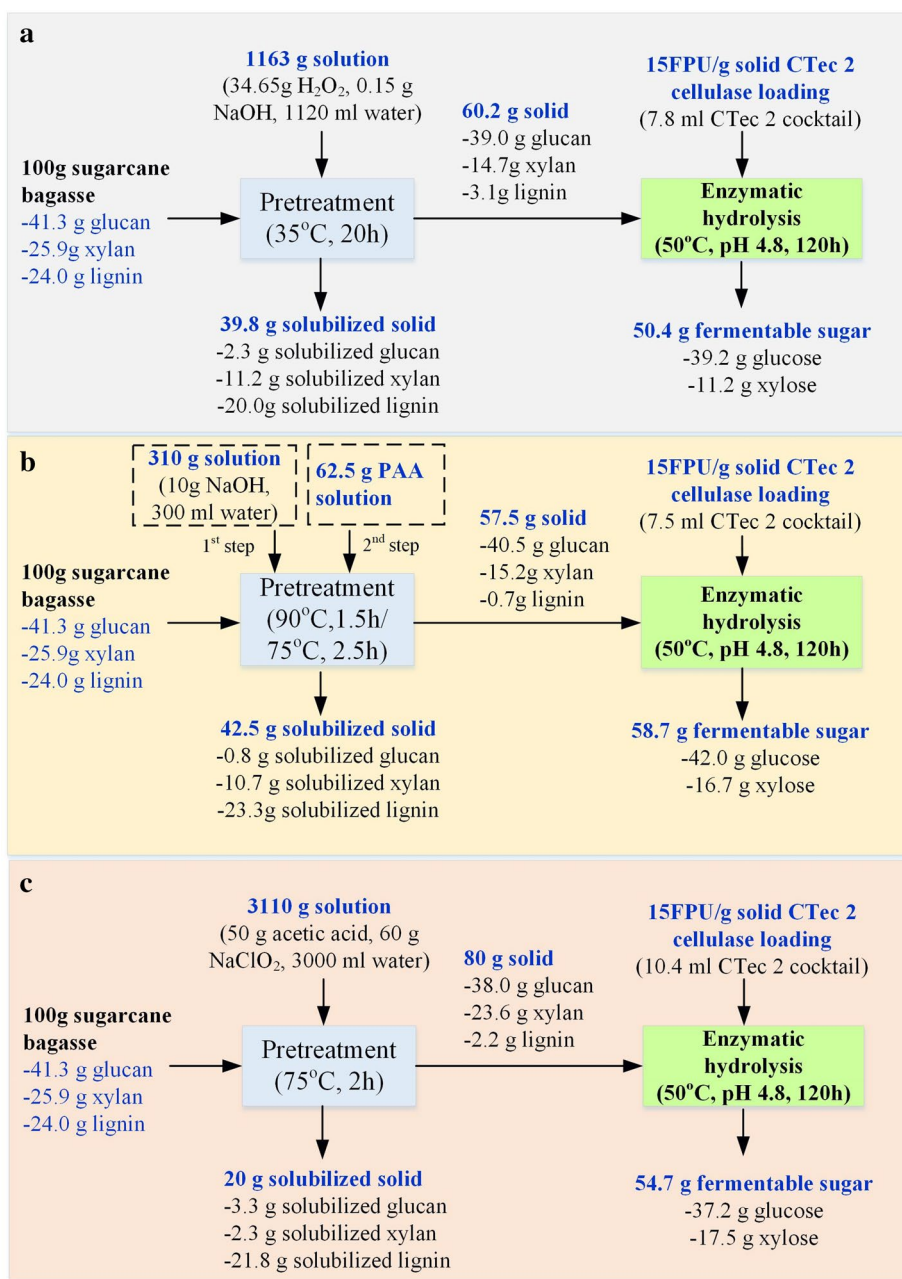 a
1163 g solution
(34.65g H₂O₂, 0.15 g
NaOH, 1120 ml water)
15FPU/g solid CTec 2
cellulase loading
(7.8 ml CTec 2 cocktail)
60.2 g solid
-39.0 g glucan
-14.7g xylan
-3.1g lignin
100g sugarcane
bagasse
-41.3 g glucan
-25.9g xylan
-24.0 g lignin
Pretreatment
(35°C, 20h)
Enzymatic
hydrolysis
(50°C, pH 4.8, 120h)
39.8 g solubilized solid
-2.3 g solubilized glucan
-11.2 g solubilized xylan
-20.0g solubilized lignin
50.4 g fermentable sugar
-39.2 g glucose
-11.2 g xylose
b
310 g solution
(10g NaOH,
300 ml water)
62.5 g PAA
solution
1st step
2nd step
15FPU/g solid CTec 2
cellulase loading
(7.5 ml CTec 2 cocktail)
57.5 g solid
-40.5 g glucan
-15.2g xylan
-0.7g lignin
100g sugarcane
bagasse
-41.3 g glucan
-25.9g xylan
-24.0 g lignin
Pretreatment
(90°C,1.5h/
75°C, 2.5h)
Enzymatic
hydrolysis
(50°C, pH 4.8, 120h)
42.5 g solubilized solid
-0.8 g solubilized glucan
-10.7 g solubilized xylan
-23.3g solubilized lignin
58.7 g fermentable sugar
-42.0 g glucose
-16.7 g xylose
c
3110 g solution
(50 g acetic acid, 60 g
NaClO₂, 3000 ml water)
15FPU/g solid CTec 2
cellulase loading
(10.4 ml CTec 2 cocktail)
80 g solid
-38.0 g glucan
-23.6 g xylan
-2.2 g lignin
100g sugarcane
bagasse
-41.3 g glucan
-25.9 g xylan
-24.0 g lignin
Pretreatment
(75°C, 2h)
Enzymatic
hydrolysis
(50°C, pH 4.8, 120h)
20 g solubilized solid
-3.3 g solubilized glucan
-2.3 g solubilized xylan
-21.8 g solubilized lignin
54.7 g fermentable sugar
-37.2 g glucose
-17.5 g xylose